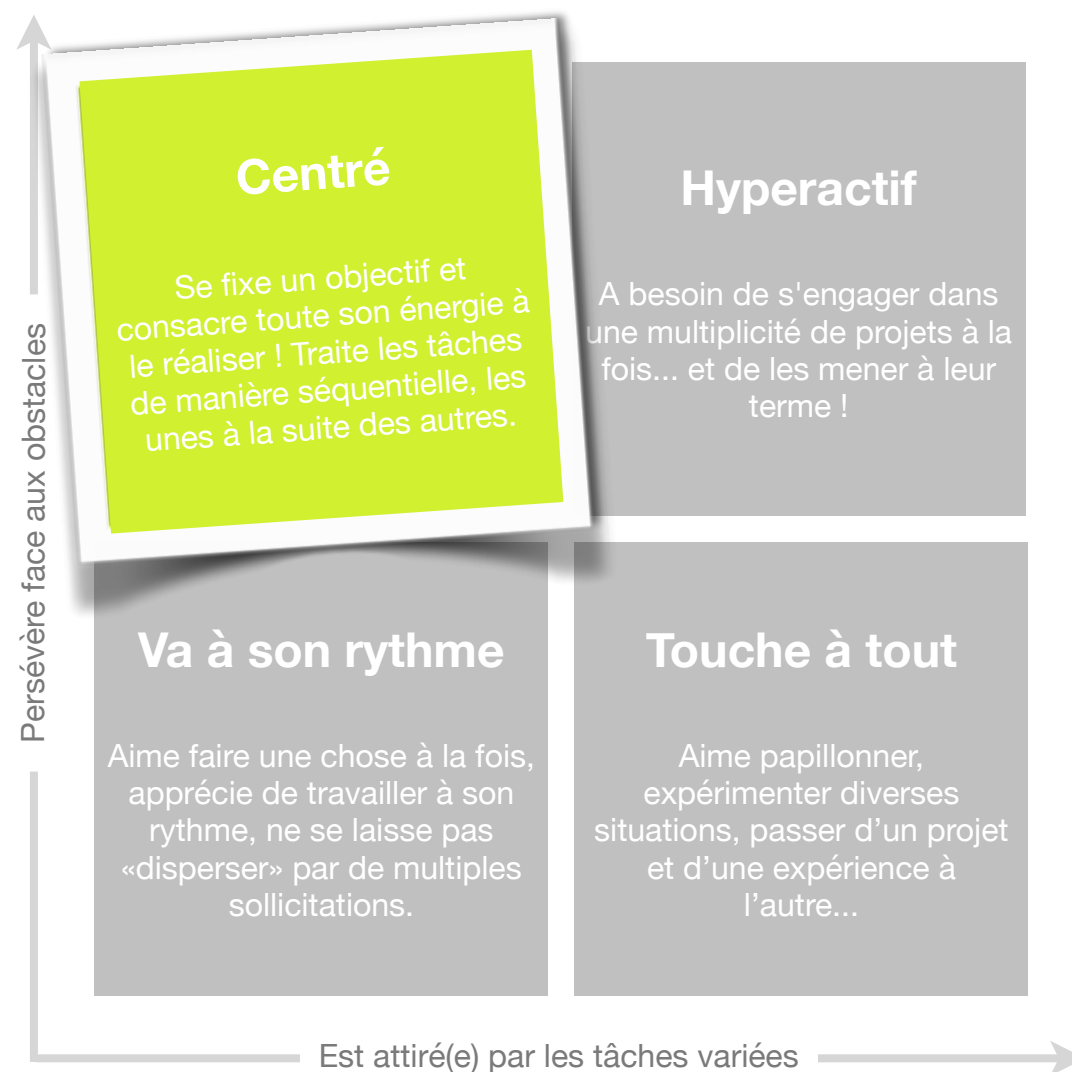 Centré
Se fixe un objectif et
consacre toute son énergie à
le réaliser ! Traite les tâches
de manière séquentielle, les
unes à la suite des autres.
Hyperactif
A besoin de s'engager dans
une multiplicité de projets à la
fois... et de les mener à leur
terme !
Persévère face aux obstacles
Va à son rythme
Aime faire une chose à la fois,
apprécie de travailler à son
rythme, ne se laisse pas
«disperser» par de multiples
sollicitations.
Touche à tout
Aime papillonner,
expérimenter diverses
situations, passer d’un projet
et d’une expérience à
l’autre...
Est attiré(e) par les tâches variées